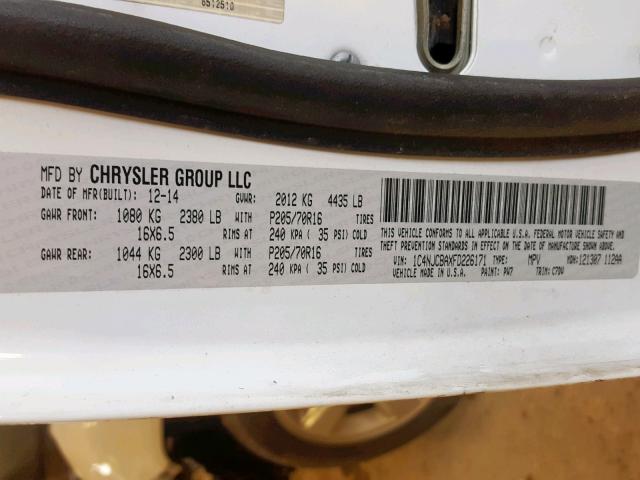 6512510
MFD BY CHRYSLER GROUP LLC
DATE OF MFR(BUILT): 12-14 GVWR: 2012 KG 4435 LB
GAWR FRONT: 1080 KG 2380 LB WITH P205/70R16 TIRES
16X6.5 RIMS AT 240 KPA ( 35 PSI) COLD
GAWR REAR: 1044 KG 2300 LB WITH P205/70R16 TIRES
16X6.5 RIMS AT 240 KPA ( 35 PSI) COLD
THIS VEHICLE CONFORMS TO ALL APPLICABLE U.S.A. FEDERAL MOTOR VEHICLE SAFETY AND
THEFT PREVENTION STANDARDS IN EFFECT ON THE DATE OF MANUFACTURE SHOWN ABOVE.
VIN: 1C4NJCBAXFD226171 TYPE: MPV MDH: 121307 112AA
MADE IN U.S.A. PAINT: PW7 TRIM: C7DV